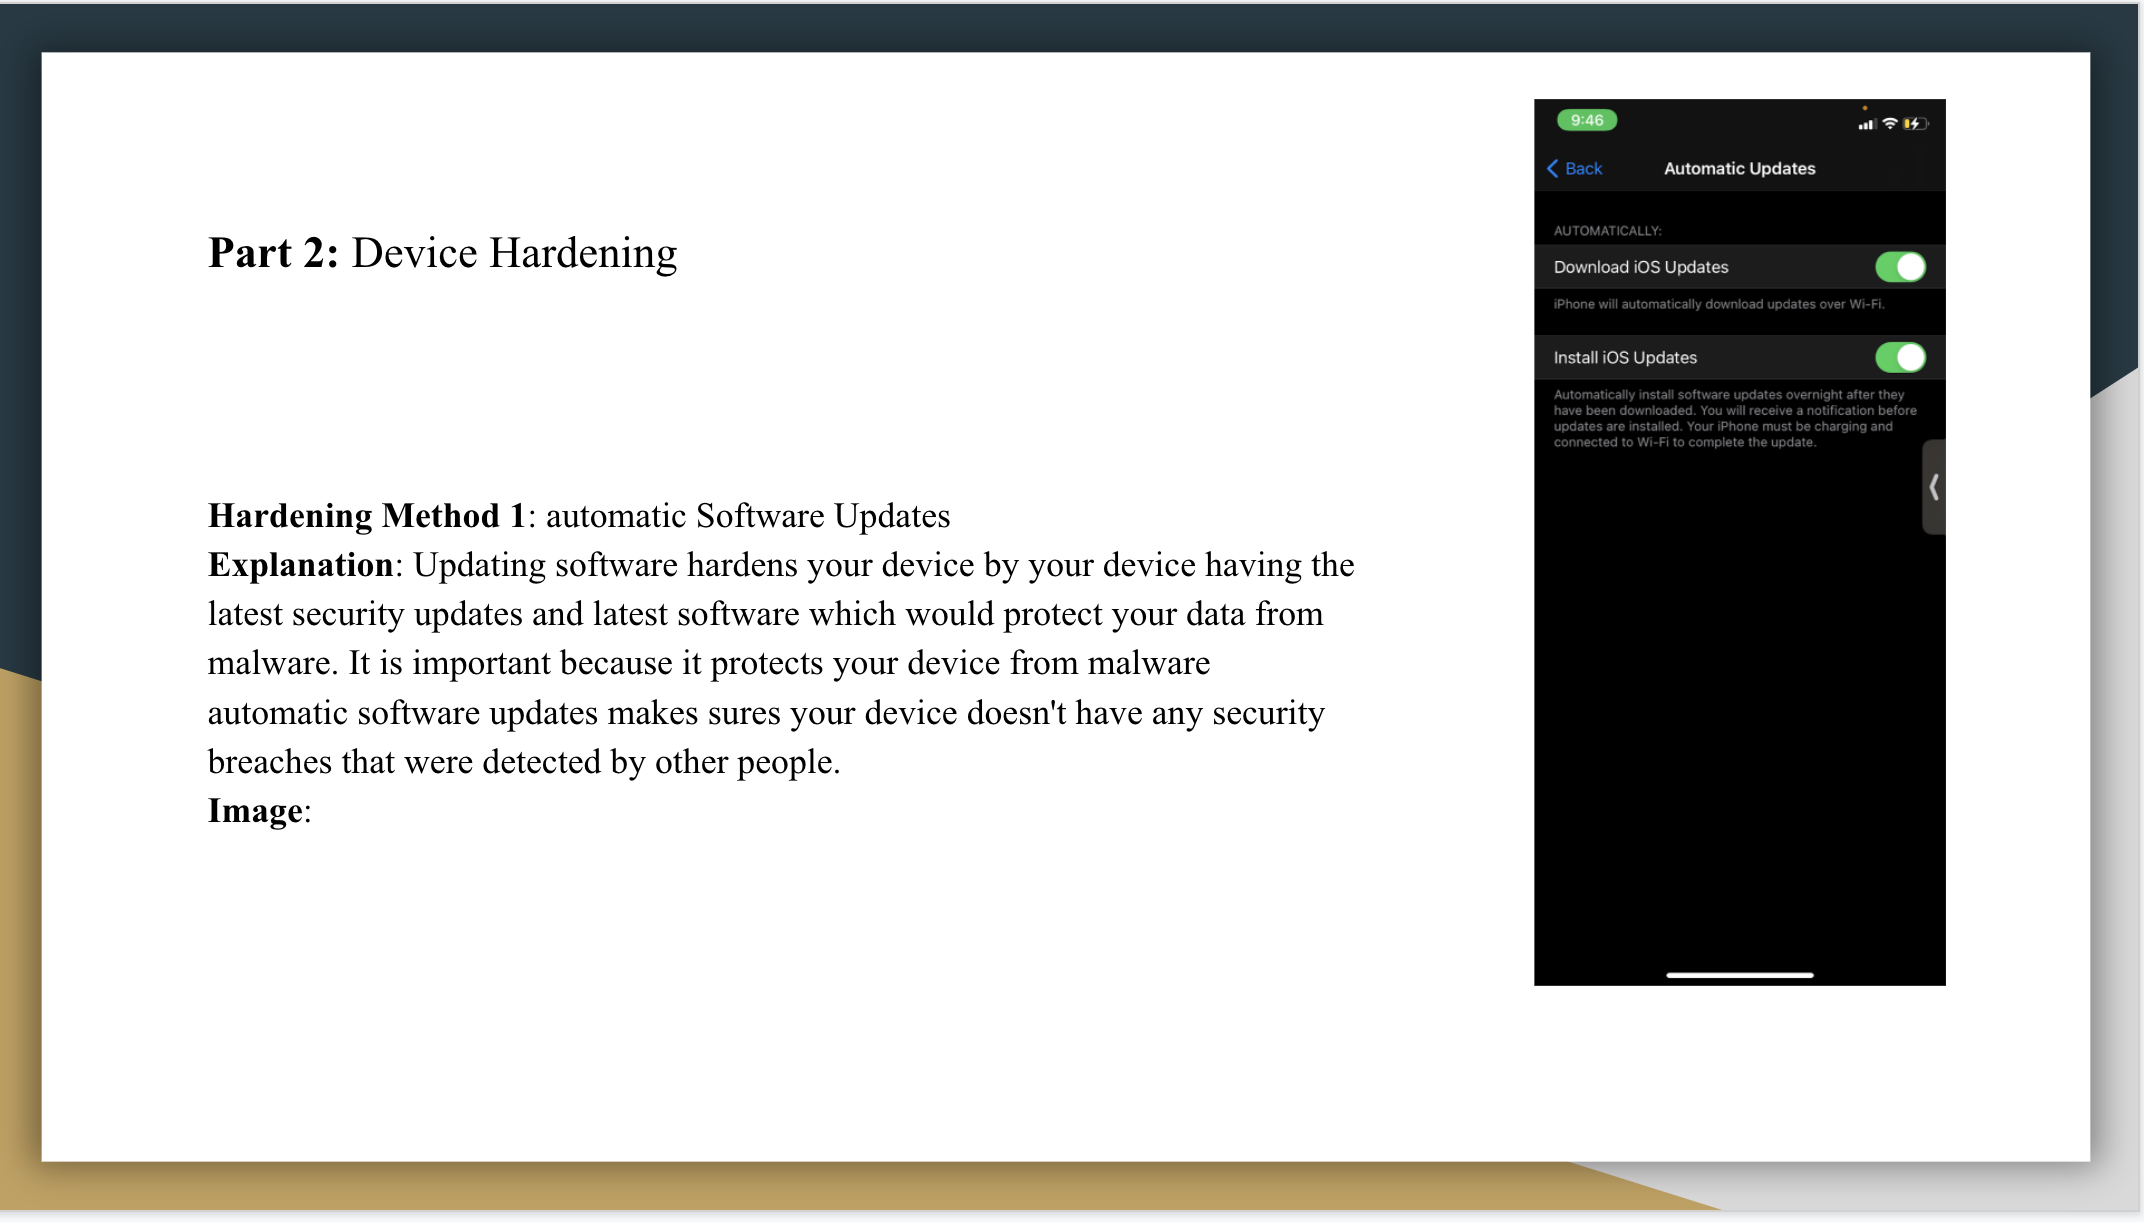 Part 2: Device Hardening
Hardening Method 1: automatic Software Updates
Explanation: Updating software hardens your device by your device having the
latest security updates and latest software which would protect your data from
malware. It is important because it protects your device from malware
automatic software updates makes sures your device doesn't have any security
breaches that were detected by other people.
Image:
9:46
Back
Automatic Updates
AUTOMATICALLY:
Download iOS Updates
iPhone will automatically download updates over Wi-Fi.
Install iOS Updates
Automatically install software updates overnight after they
have been downloaded. You will receive a notification before
updates are installed. Your iPhone must be charging and
connected to Wi-Fi to complete the update.